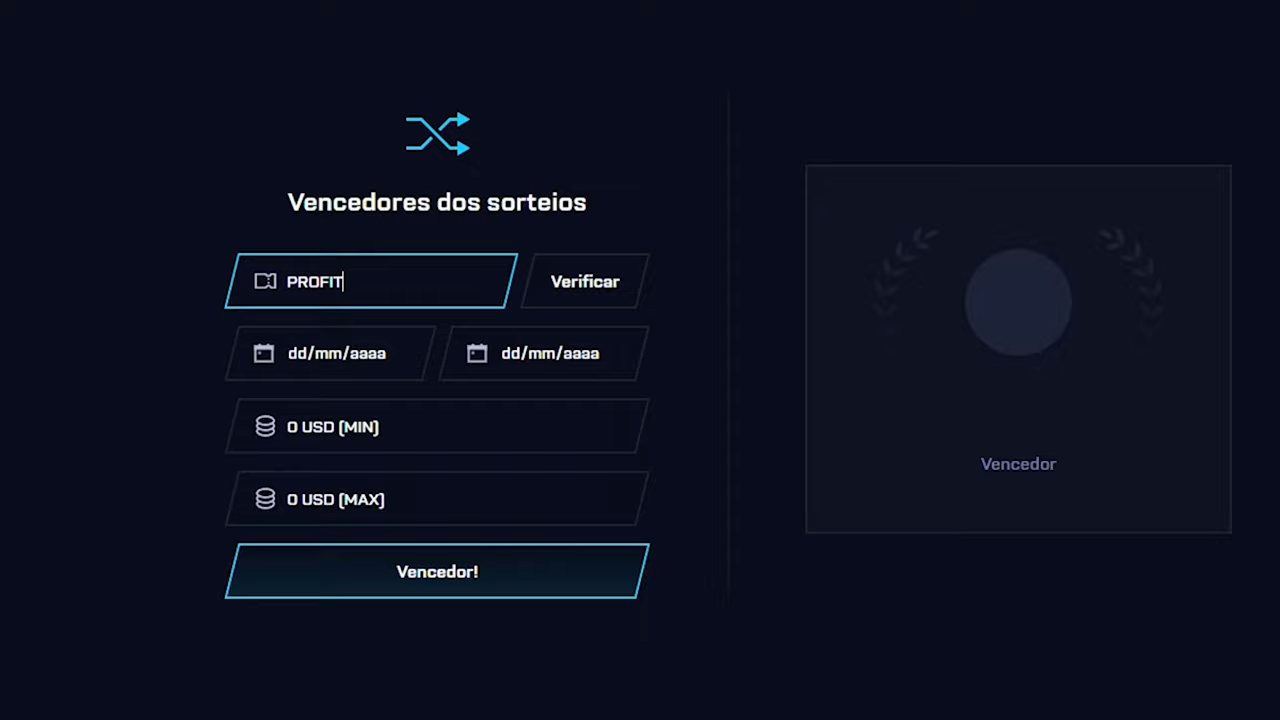 Vencedores dos sorteios
PROFIT
Verificar
dd/mm/aaaa
dd/mm/aaaa
0 USD (MIN)
0 USD (MAX)
Vencedor!
Vencedor